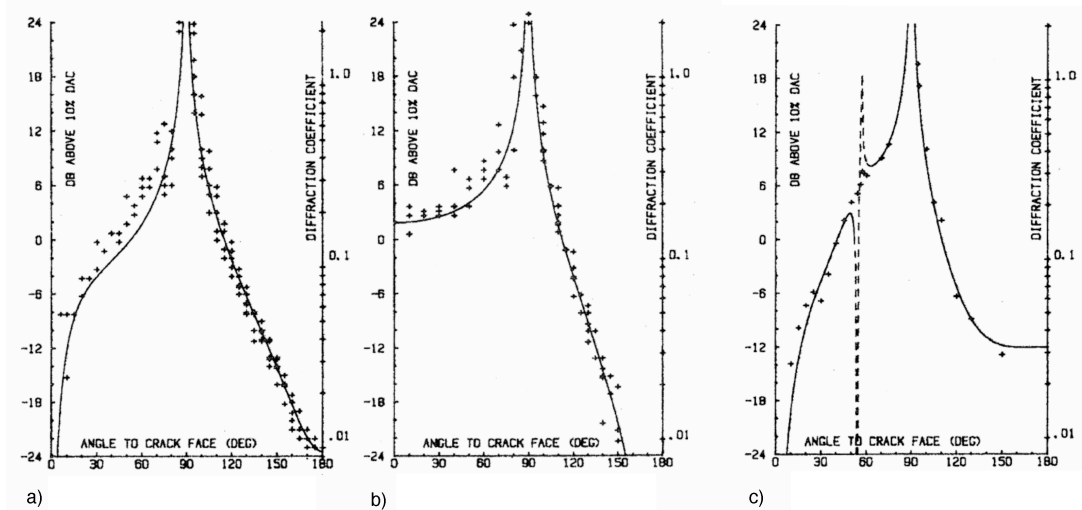 24
18
12
6
0
-6
-12
-18
-24
DB ABOVE 10% DAC
DIFFRACTION COEFFICIENT
1.0
0.1
.01
ANGLE TO CRACK FACE (DEG)
0 30 60 90 120 150 180
a)
24
18
12
6
0
-6
-12
-18
-24
DB ABOVE 10% DAC
DIFFRACTION COEFFICIENT
1.0
0.1
.01
ANGLE TO CRACK FACE (DEG)
0 30 60 90 120 150 180
b)
24
18
12
6
0
-6
-12
-18
-24
DB ABOVE 10% DAC
DIFFRACTION COEFFICIENT
1.0
0.1
.01
ANGLE TO CRACK FACE (DEG)
0 30 60 90 120 150 180
c)